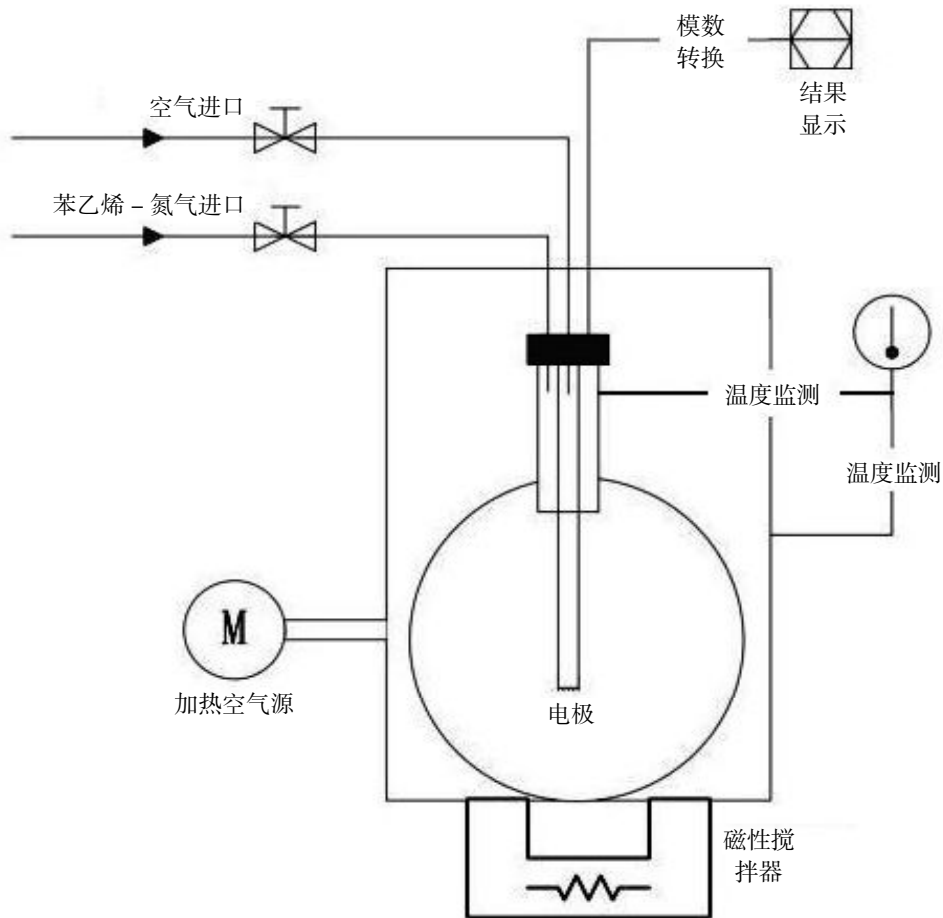 模数
转换
结果
显示
空气进口
苯乙烯－氮气进口
温度监测
温度监测
M
加热空气源
电极
磁性搅
拌器